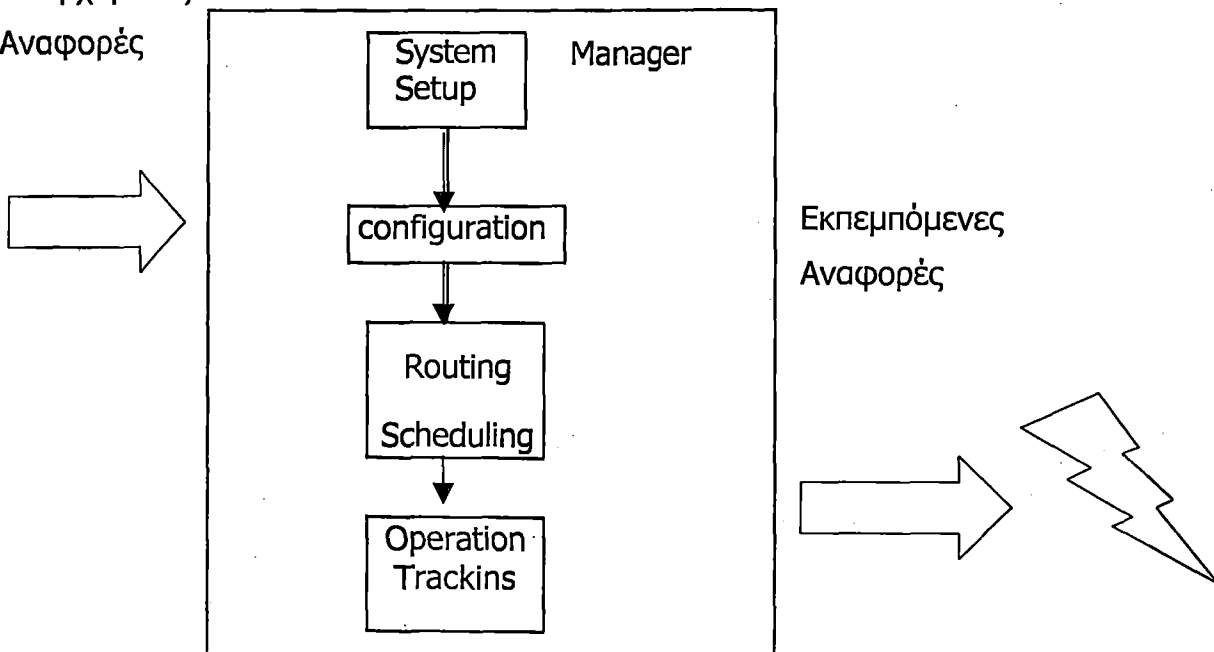 Αναφορές
System
Setup
Manager
configuration
Routing
Scheduling
Operation
Trackins
Εκπεμπόμενες
Αναφορές